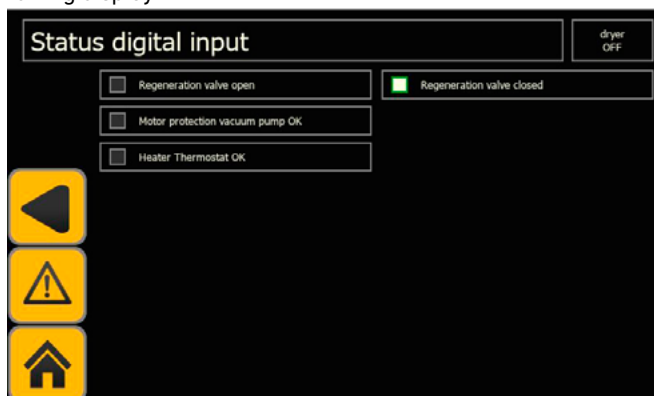 Status digital input
dryer
OFF
Regeneration valve open
Regeneration valve closed
Motor protection vacuum pump OK
Heater Thermostat OK